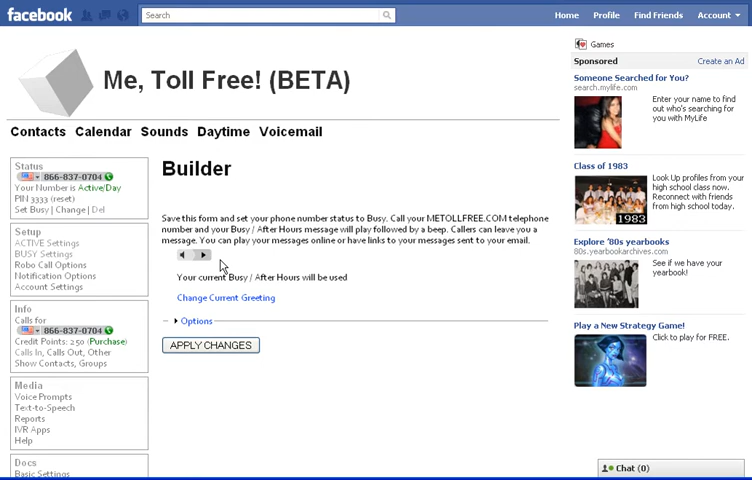 facebook
Search
Home Profile Find Friends Account
Me, Toll Free! (BETA)
Contacts Calendar Sounds Daytime Voicemail
Status
866-837-0704
Your Number is Active/Day
PIN 3333 (reset)
Set Busy | Change | Del
Setup
ACTIVE Settings
BUSY Settings
Robo Call Options
Notification Options
Account Settings
Info
Calls for
866-837-0704
Credit Points: 250 (Purchase)
Calls In, Calls Out, Other
Show Contacts, Groups
Media
Voice Prompts
Text-to-Speech
Reports
IVR Apps
Help
Docs
Basic Settings
Builder
Save this form and set your phone number status to Busy. Call your METOLLFREE.COM telephone
number and your Busy / After Hours message will play followed by a beep. Callers can leave you a
message. You can play your messages online or have links to your messages sent to your email.
Your current Busy / After Hours will be used
Change Current Greeting
Options
APPLY CHANGES
Games
Sponsored Create an Ad
Someone Searched for You?
search.mylife.com
Enter your name to find
out who's searching for
you with MyLife
Class of 1983
Look Up profiles from your
high school class now.
Reconnect with friends
from high school today.
1983
Explore '80s yearbooks
80s.yearbookarchives.com
See if we have your
yearbook!
Play a New Strategy Game!
Click to play for FREE.
Chat (0)